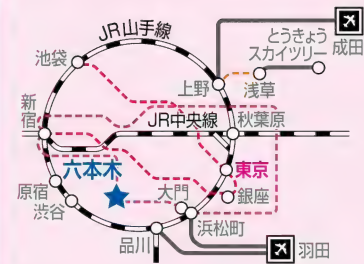 JR山手線
とうきょう
スカイツリー
成田
池袋
上野
浅草
新宿
JR中央線
秋葉原
六本木
東京
原宿
渋谷
大門
銀座
浜松町
品川
羽田